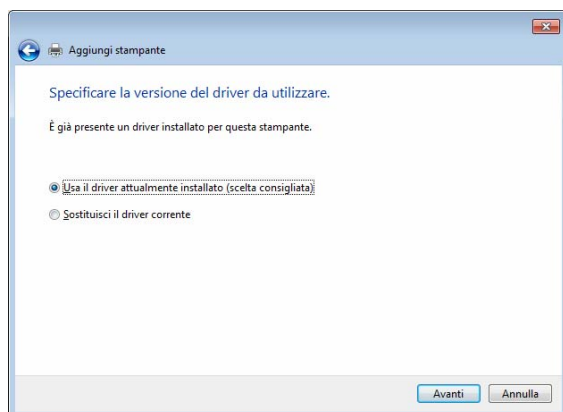 Aggiungi stampante
Specificare la versione del driver da utilizzare.
È già presente un driver installato per questa stampante.
Usa il driver attualmente installato (scelta consigliata)
Sostituisci il driver corrente
Avanti Annulla